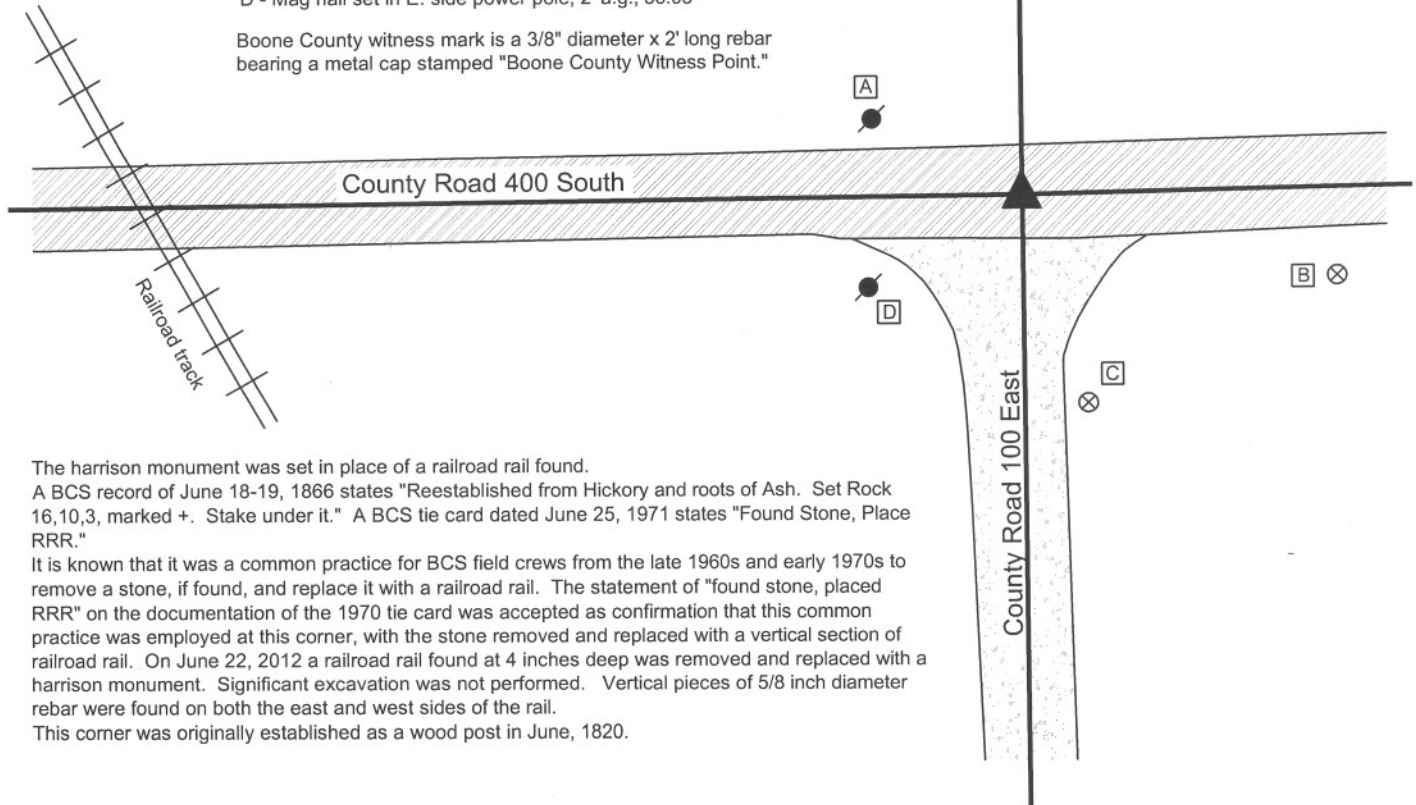 D - Mag nail set in E. side power pole, 2' a.g.,
Boone County witness mark is a 3/8" diameter x 2' long rebar
bearing a metal cap stamped "Boone County Witness Point."
A
County Road 400 South
B
Railroad track
D
C
County Road 100 East
The harrison monument was set in place of a railroad rail found.
A BCS record of June 18-19, 1866 states "Reestablished from Hickory and roots of Ash. Set Rock
16,10,3, marked +. Stake under it." A BCS tie card dated June 25, 1971 states "Found Stone, Place
RRR."
It is known that it was a common practice for BCS field crews from the late 1960s and early 1970s to
remove a stone, if found, and replace it with a railroad rail. The statement of "found stone, placed
RRR" on the documentation of the 1970 tie card was accepted as confirmation that this common
practice was employed at this corner, with the stone removed and replaced with a vertical section of
railroad rail. On June 22, 2012 a railroad rail found at 4 inches deep was removed and replaced with a
harrison monument. Significant excavation was not performed. Vertical pieces of 5/8 inch diameter
rebar were found on both the east and west sides of the rail.
This corner was originally established as a wood post in June, 1820.